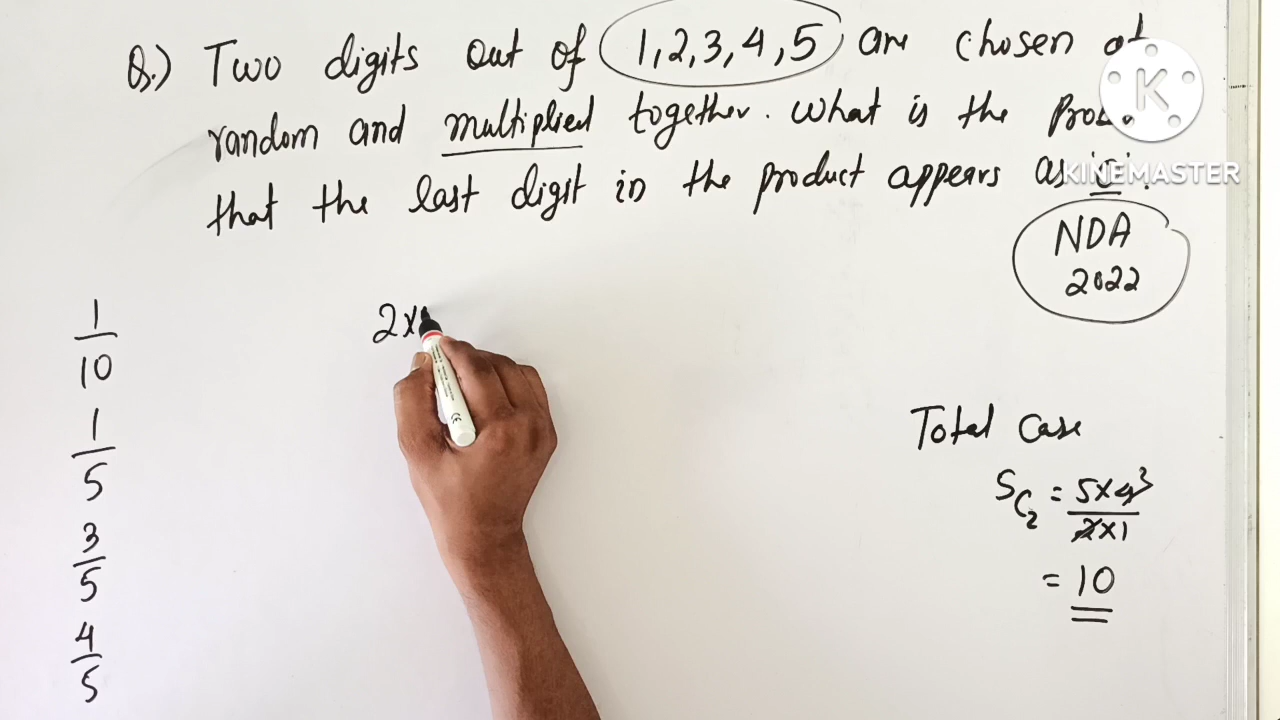 Q.) Two digits out of 1,2,3,4,5 are chosen at
random and multiplied together. What is the
that the last digit in the product appears as
NDA
2022
1/10
1/5
3/5
4/5
2×
Total case
5C2 = 5×4/2×1
= 10
K
KINEMASTER